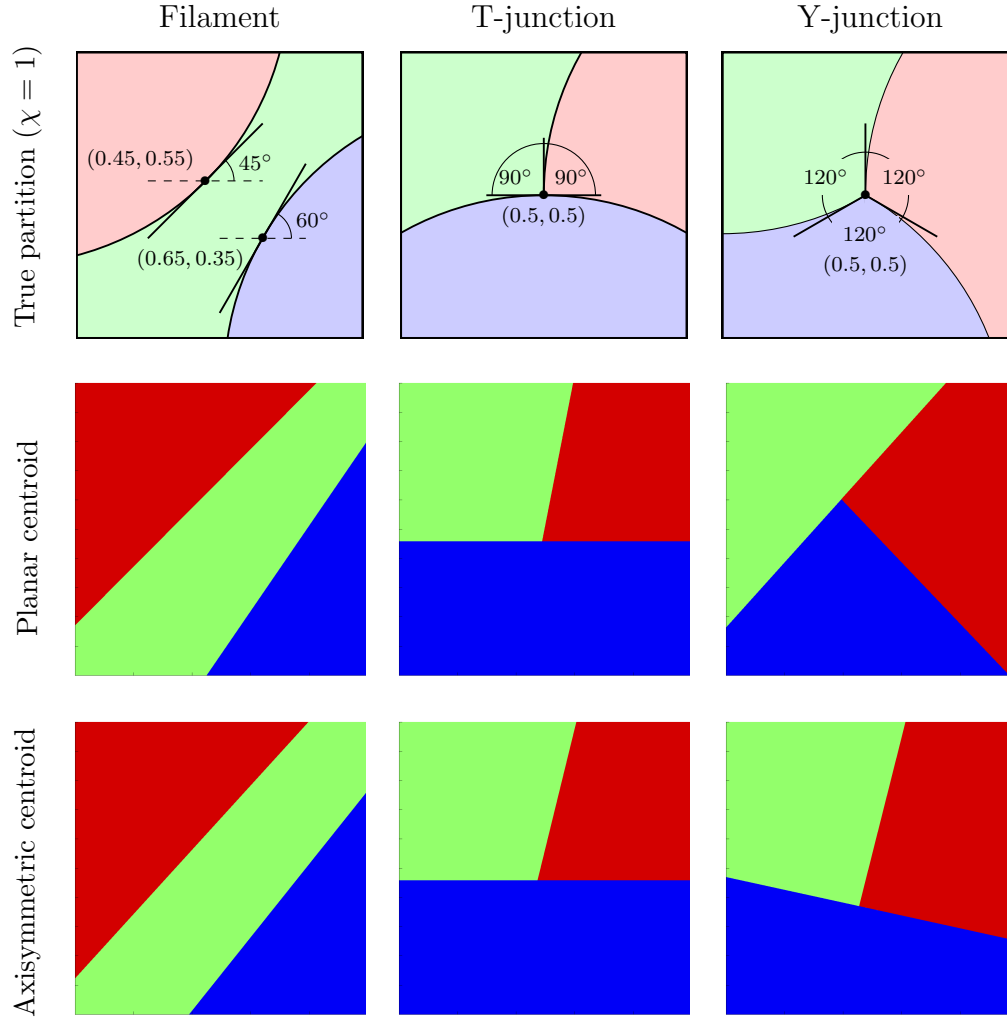 Filament
T-junction
Y-junction
True partition (χ = 1)
(0.45, 0.55)
45°
60°
(0.65, 0.35)
90°
90°
(0.5, 0.5)
120°
120°
120°
(0.5, 0.5)
Planar centroid
Axisymmetric centroid